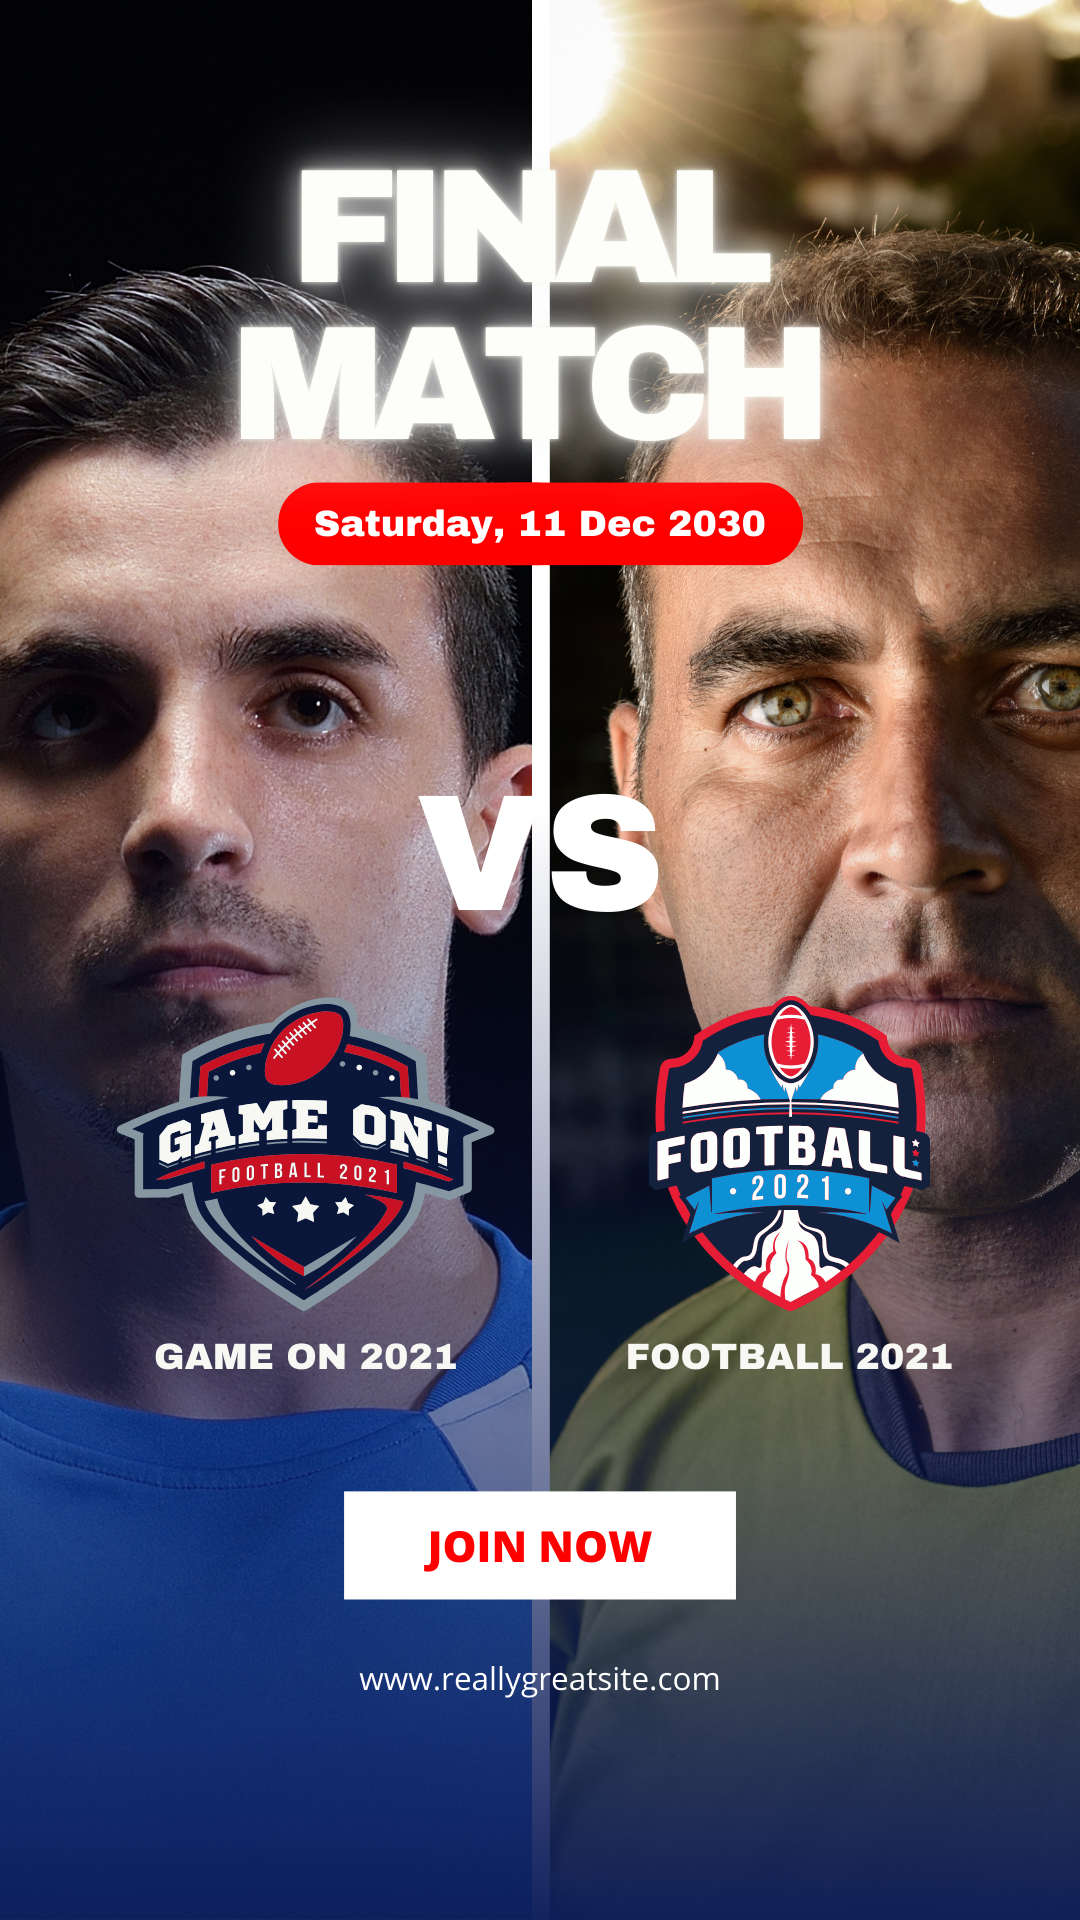 FINAL
MATCH
Saturday, 11 Dec 2030
VS
GAME ON!
FOOTBALL 2021
FOOTBALL
· 2021 ·
GAME ON 2021
FOOTBALL 2021
JOIN NOW
www.reallygreatsite.com